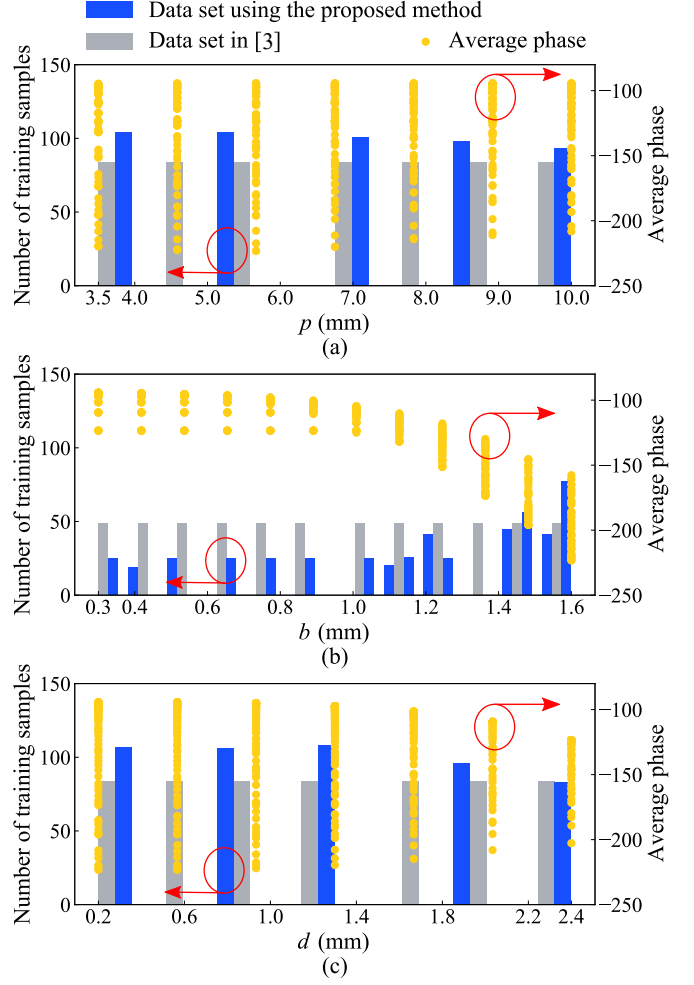 Data set using the proposed method
Data set in [3]
Average phase
Number of training samples
150
100
50
0
−100
−150
−200
−250
Average phase
3.5 4.0 5.0 6.0 7.0 8.0 9.0 10.0
p (mm)
(a)
Number of training samples
150
100
50
0
−100
−150
−200
−250
Average phase
0.3 0.4 0.6 0.8 1.0 1.2 1.4 1.6
b (mm)
(b)
Number of training samples
150
100
50
0
−100
−150
−200
−250
Average phase
0.2 0.6 1.0 1.4 1.8 2.2 2.4
d (mm)
(c)